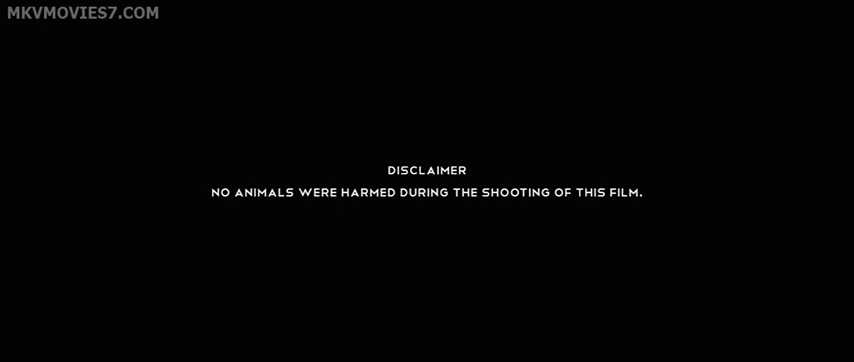 MKVMOVIES7.COM
DISCLAIMER
NO ANIMALS WERE HARMED DURING THE SHOOTING OF THIS FILM.